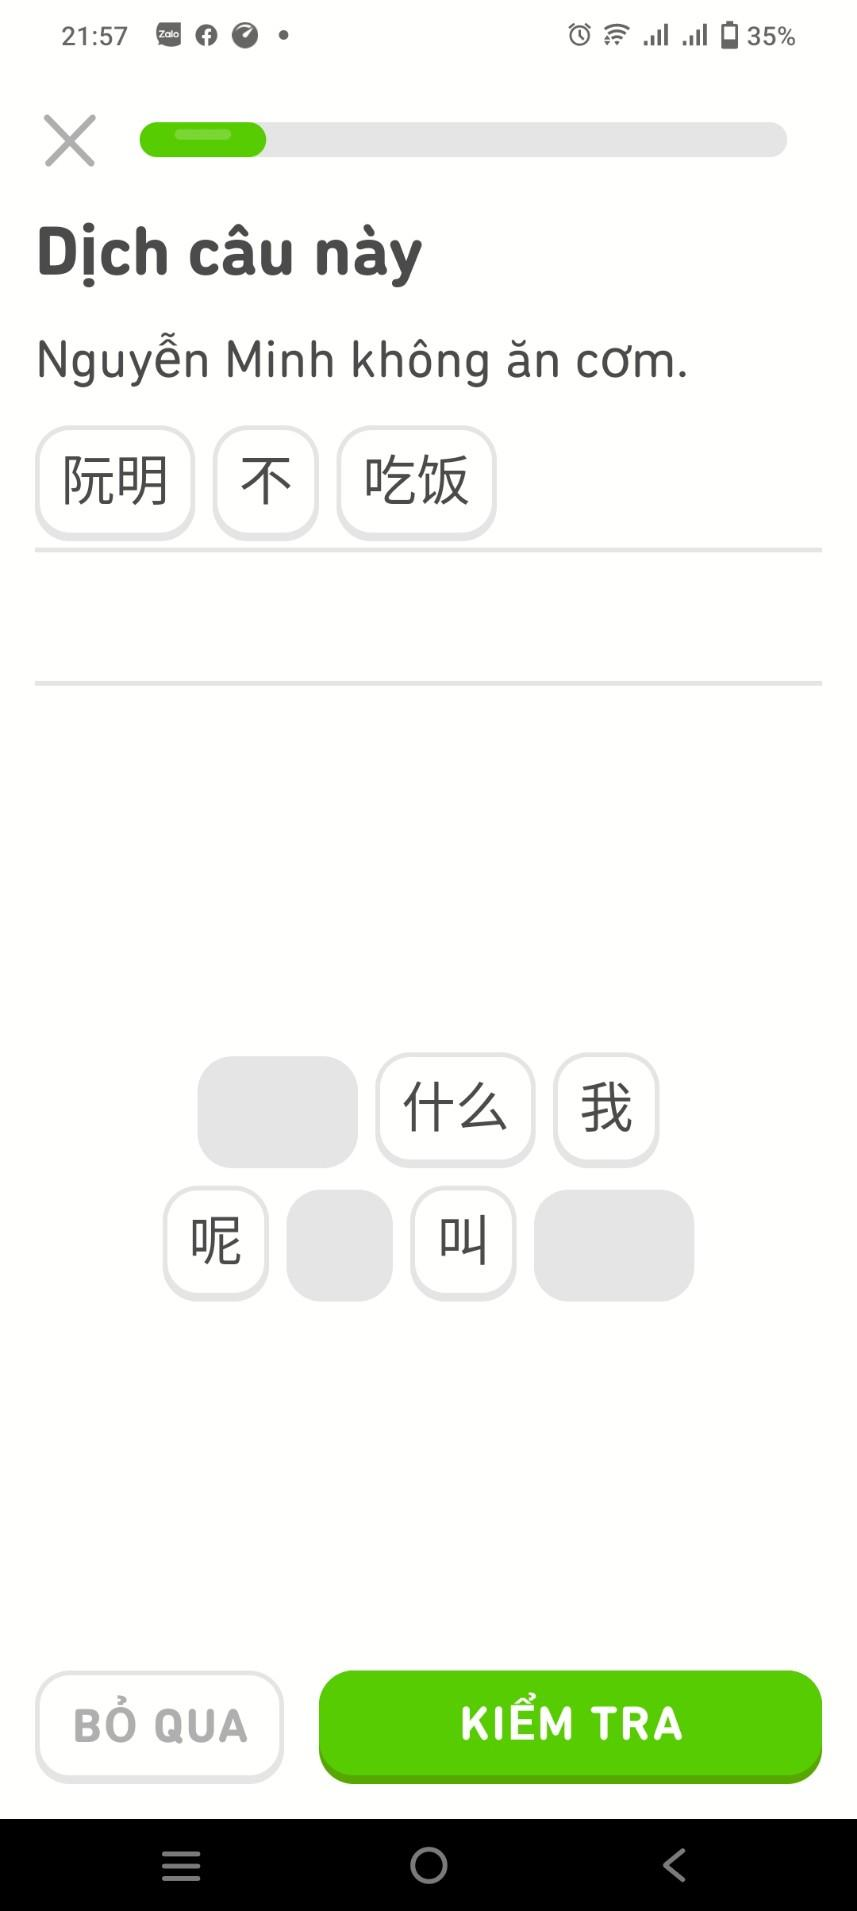 21:57 Zalo 35%
Dịch câu này
Nguyễn Minh không ăn cơm.
阮明 不 吃饭
什么 我
呢 叫
BỎ QUA KIỂM TRA